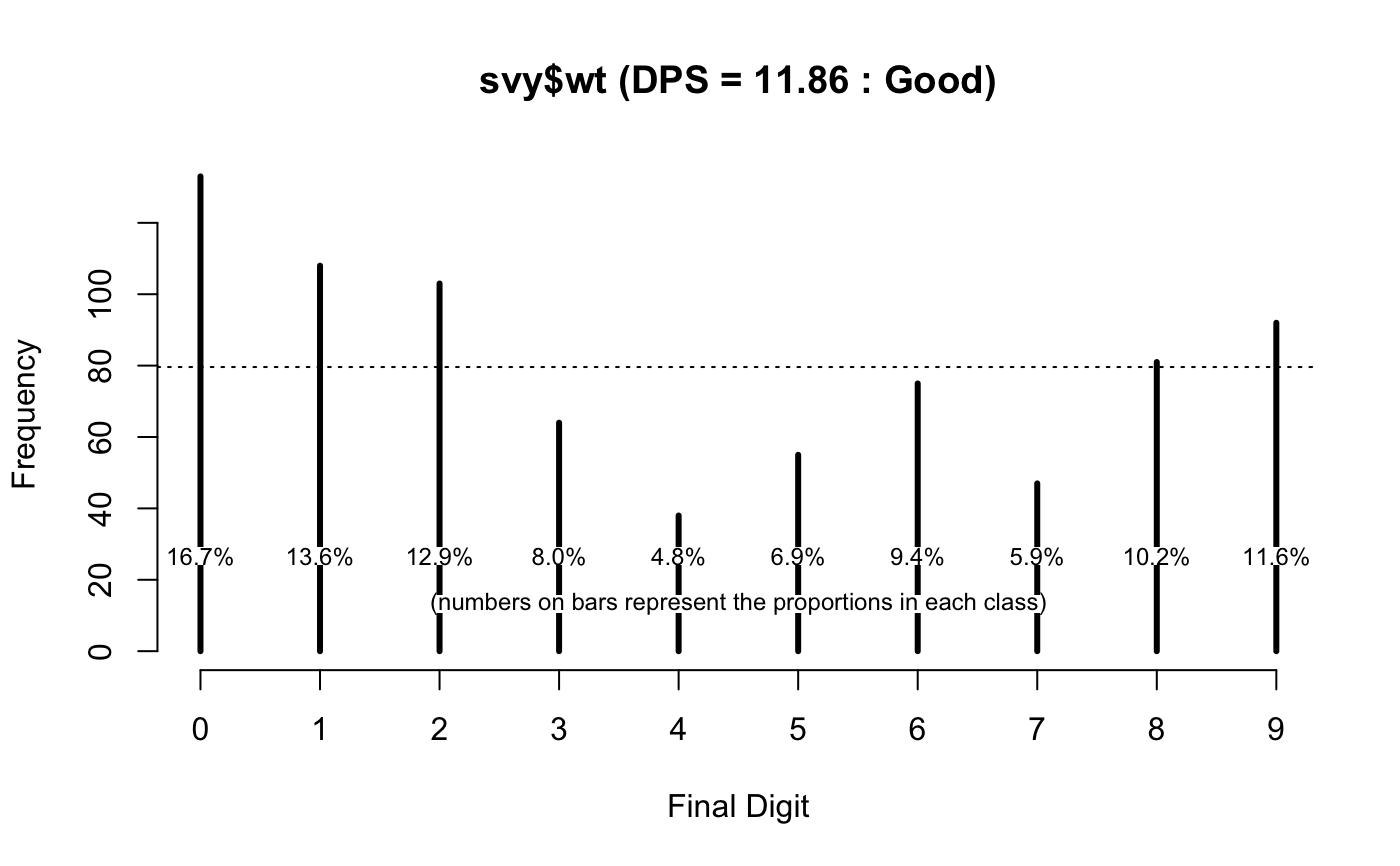 svy$wt (DPS = 11.86 : Good)
Frequency
100
80
60
40
20
0
16.7% 13.6% 12.9% 8.0% 4.8% 6.9% 9.4% 5.9% 10.2% 11.6%
(numbers on bars represent the proportions in each class)
0 1 2 3 4 5 6 7 8 9
Final Digit